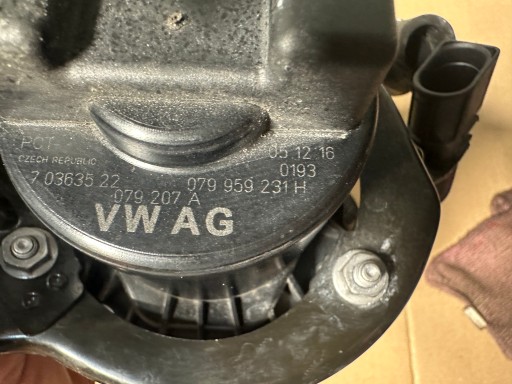 PCT 05 12 16
CZECH REPUBLIC 0193
7.03635 22 079 959 231 H
079 207 A
VW AG